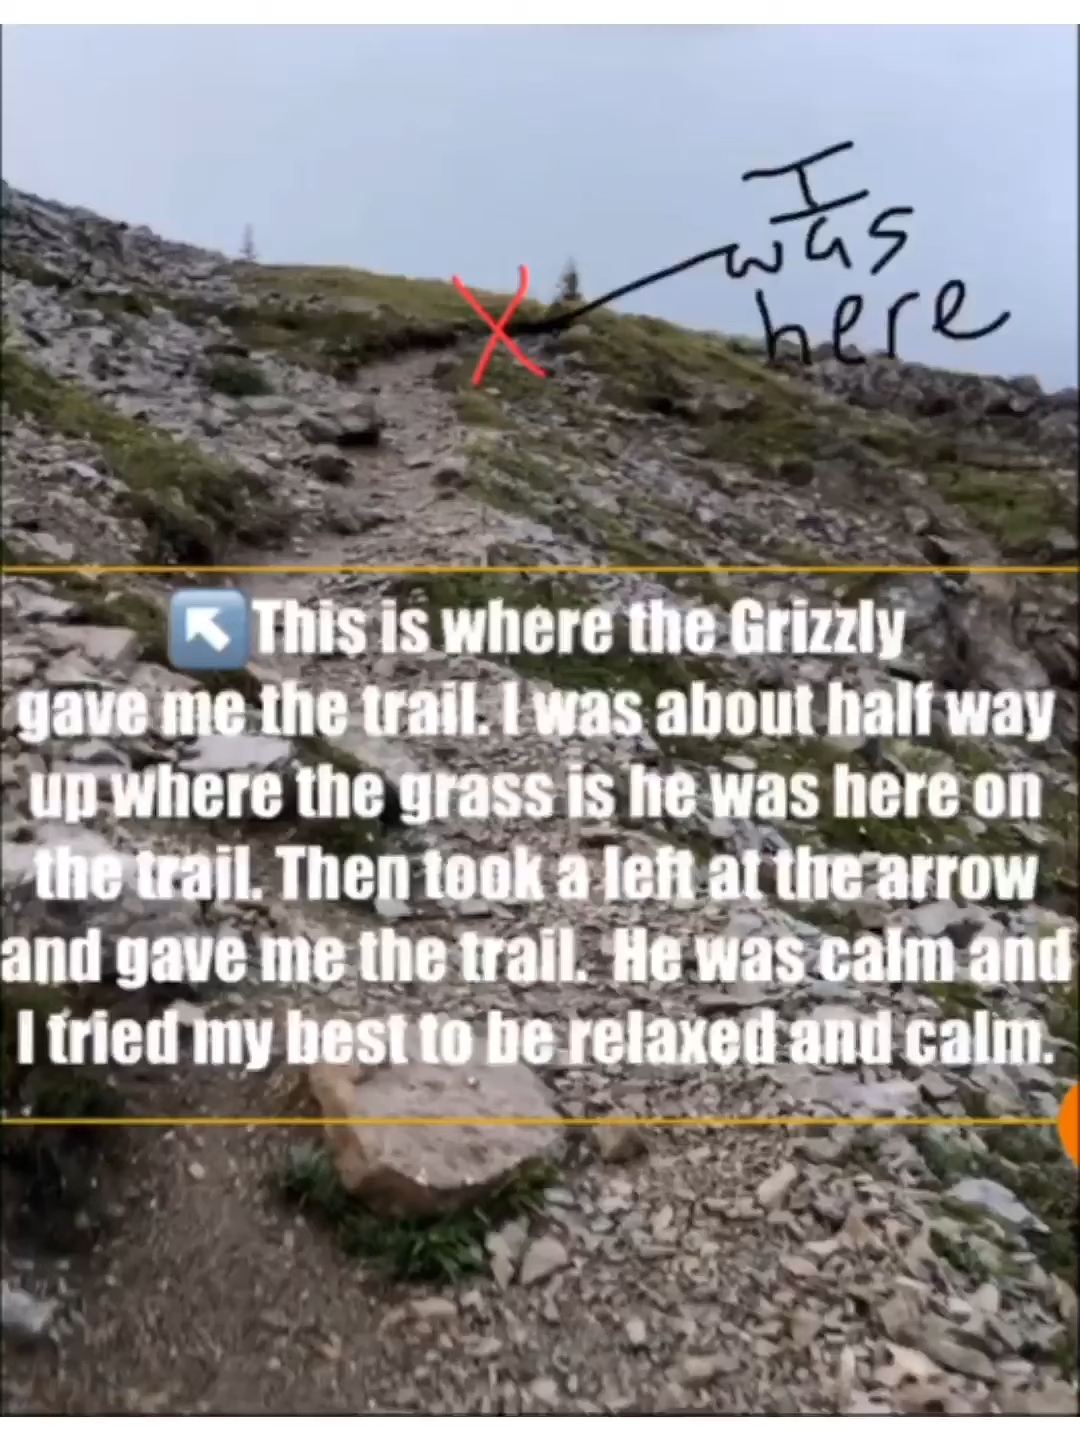 I
was
here
This is where the Grizzly
gave me the trail. I was about half way
up where the grass is he was here on
the trail. Then took a left at the arrow
and gave me the trail. He was calm and
I tried my best to be relaxed and calm.